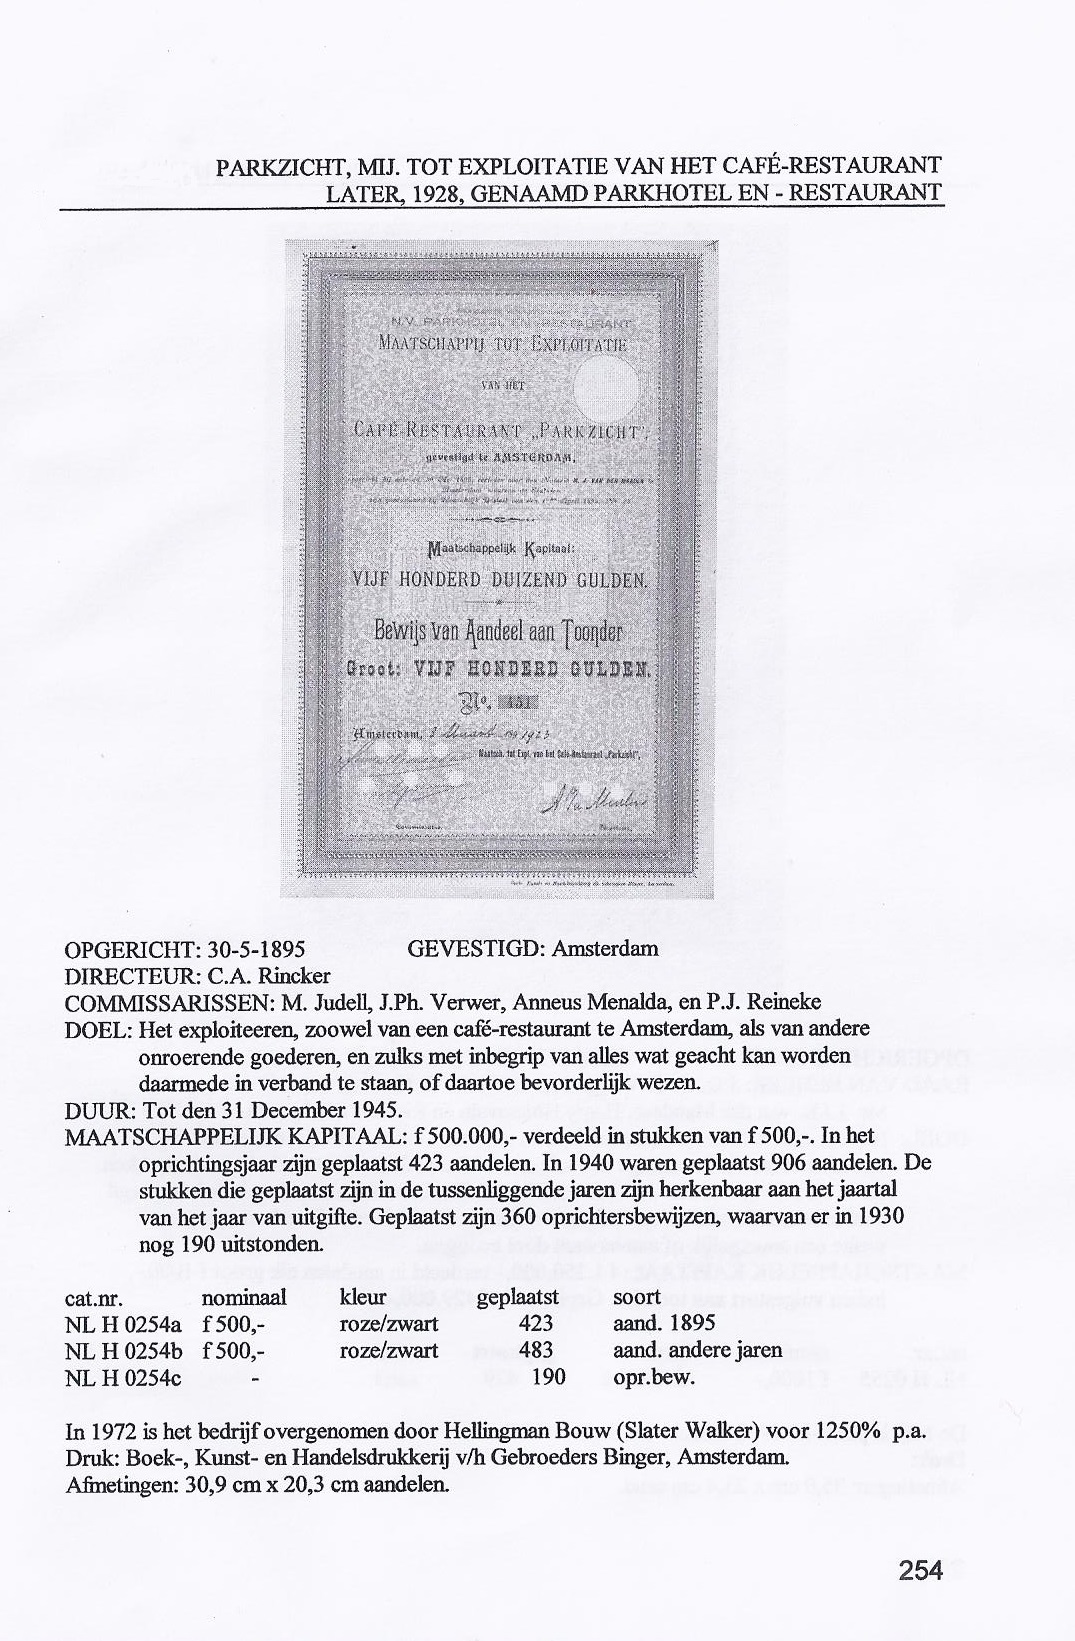 PARKZICHT, MIJ. TOT EXPLOITATIE VAN HET CAFÉ-RESTAURANT
LATER, 1928, GENAAMD PARKHOTEL EN - RESTAURANT
N.V. PARKHOTEL EN -RESTAURANT
MAATSCHAPPIJ TOT EXPLOITATIE
VAN HET
CAFÉ-RESTAURANT „PARKZICHT",
gevestigd te AMSTERDAM.
Maatschappelijk Kapitaal:
VIJF HONDERD DUIZEND GULDEN.
Bewijs van Aandeel aan Toonder
Groot: VIJF HONDERD GULDEN.
No. 451
Amsterdam, 1923
Maatsch. tot Expl. van het Café-Restaurant „Parkzicht",
OPGERICHT: 30-5-1895 GEVESTIGD: Amsterdam
DIRECTEUR: C.A. Rincker
COMMISSARISSEN: M. Judell, J.Ph. Verwer, Anneus Menalda, en P.J. Reineke
DOEL: Het exploiteeren, zoowel van een café-restaurant te Amsterdam, als van andere
onroerende goederen, en zulks met inbegrip van alles wat geacht kan worden
daarmede in verband te staan, of daartoe bevorderlijk wezen.
DUUR: Tot den 31 December 1945.
MAATSCHAPPELIJK KAPITAAL: f 500.000,- verdeeld in stukken van f 500,-. In het
oprichtingsjaar zijn geplaatst 423 aandelen. In 1940 waren geplaatst 906 aandelen. De
stukken die geplaatst zijn in de tussenliggende jaren zijn herkenbaar aan het jaartal
van het jaar van uitgifte. Geplaatst zijn 360 oprichtersbewijzen, waarvan er in 1930
nog 190 uitstonden.
cat.nr. nominaal kleur geplaatst soort
NL H 0254a f 500,- roze/zwart 423 aand. 1895
NL H 0254b f 500,- roze/zwart 483 aand. andere jaren
NL H 0254c - 190 opr.bew.
In 1972 is het bedrijf overgenomen door Hellingman Bouw (Slater Walker) voor 1250% p.a.
Druk: Boek-, Kunst- en Handelsdrukkerij v/h Gebroeders Binger, Amsterdam.
Afmetingen: 30,9 cm x 20,3 cm aandelen.
254